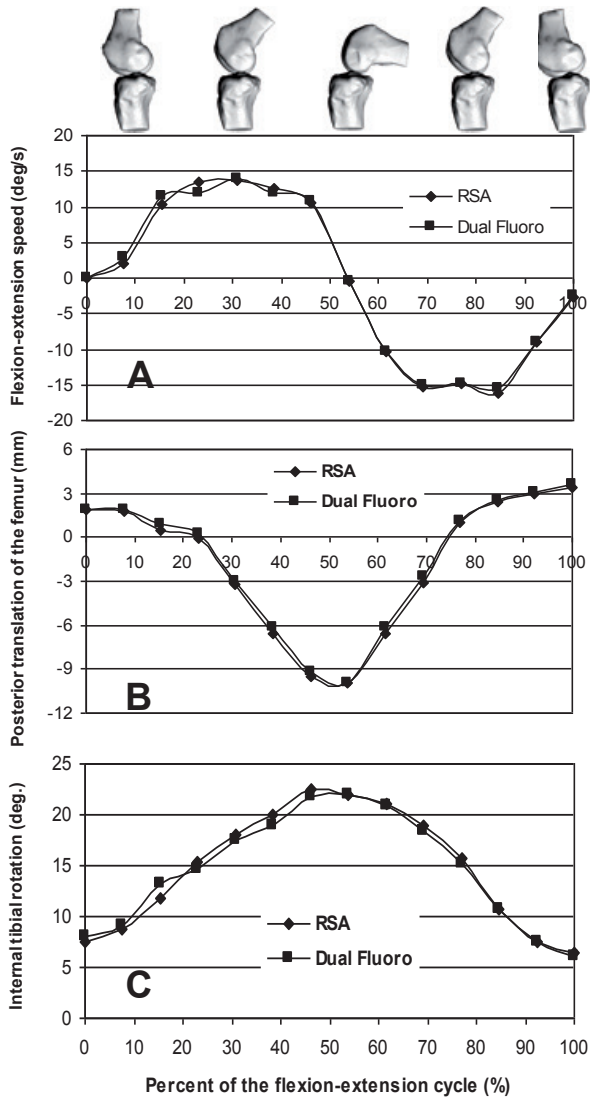 Flexion-extension speed (deg/s)
20
15
10
5
0
-5
-10
-15
-20
RSA
Dual Fluoro
0 10 20 30 40 50 60 70 80 90 100
A
Posterior translation of the femur (mm)
6
3
0
-3
-6
-9
-12
RSA
Dual Fluoro
0 10 20 30 40 50 60 70 80 90 100
B
Internal tibial rotation (deg.)
25
20
15
10
5
0
RSA
Dual Fluoro
C
0 10 20 30 40 50 60 70 80 90 100
Percent of the flexion-extension cycle (%)